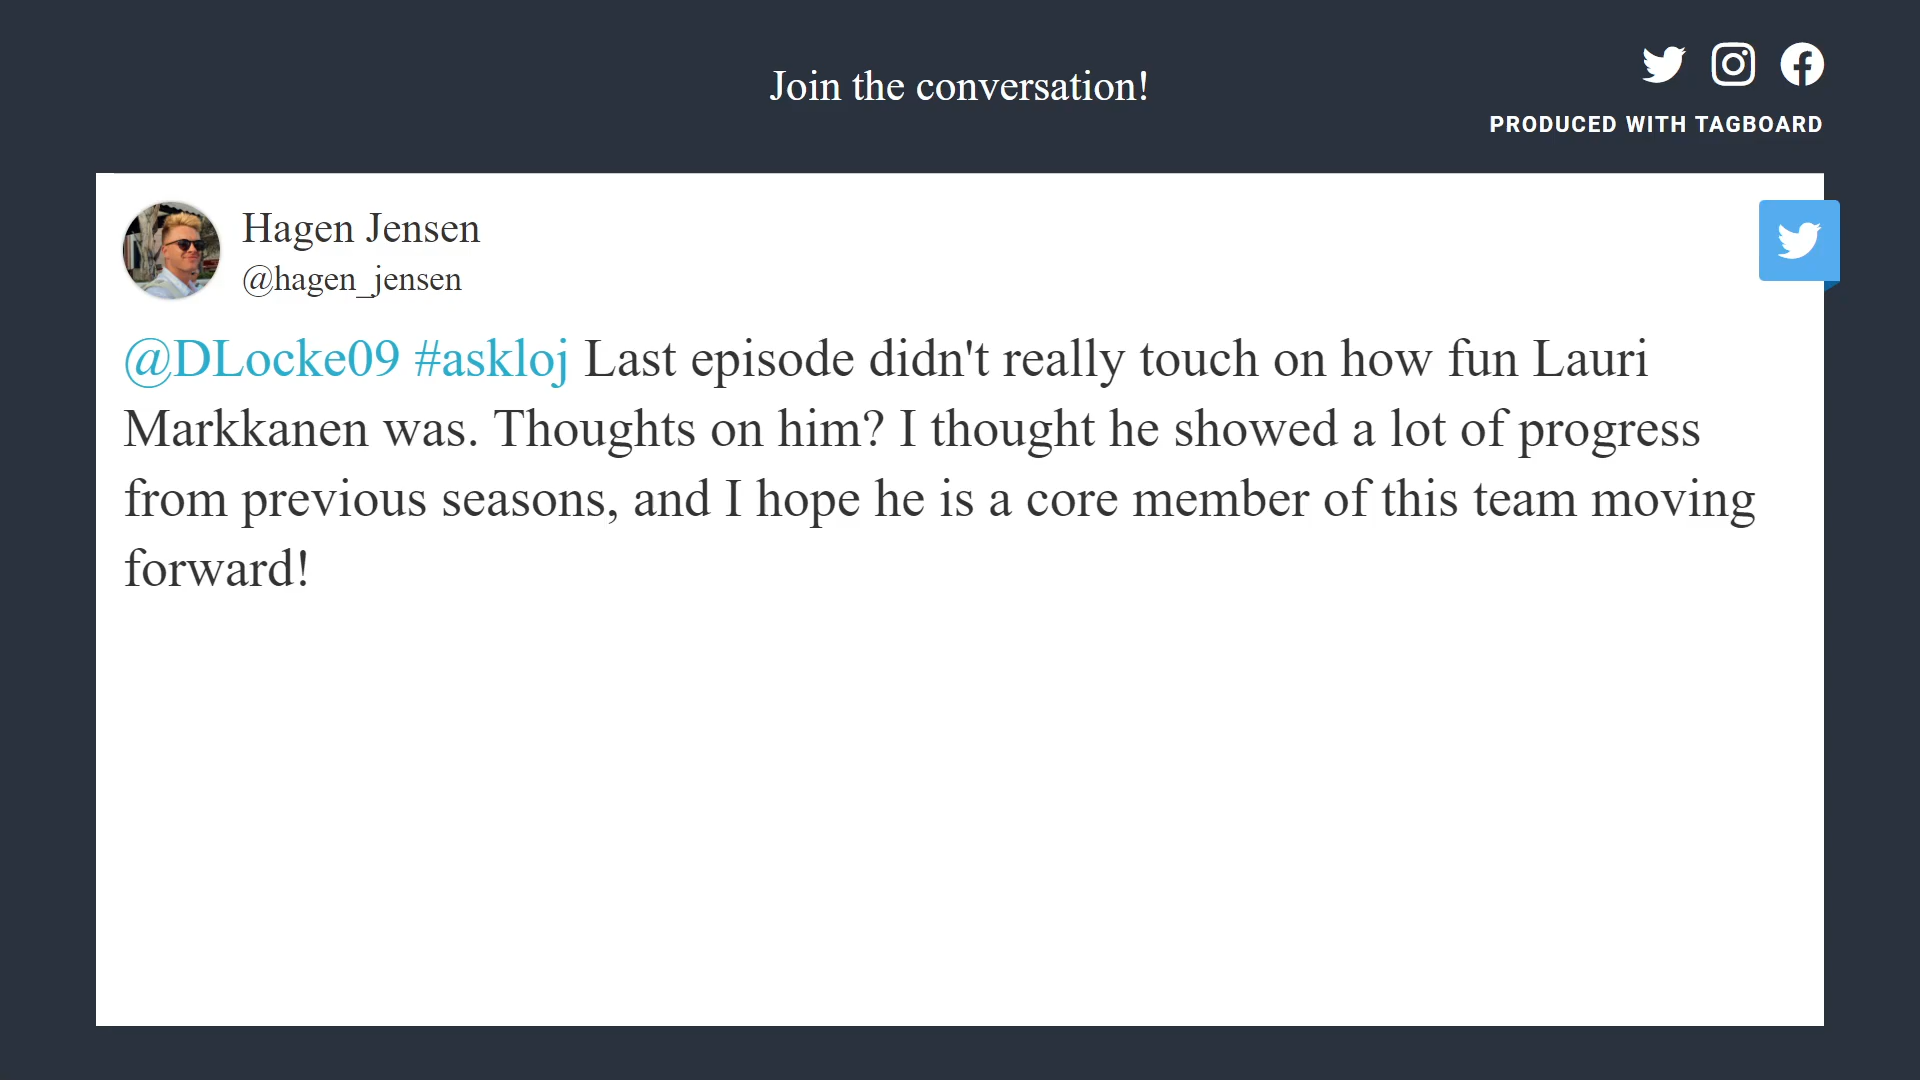 Join the conversation!
PRODUCED WITH TAGBOARD
Hagen Jensen
@hagen_jensen
@DLocke09 #askloj Last episode didn't really touch on how fun Lauri
Markkanen was. Thoughts on him? I thought he showed a lot of progress
from previous seasons, and I hope he is a core member of this team moving
forward!